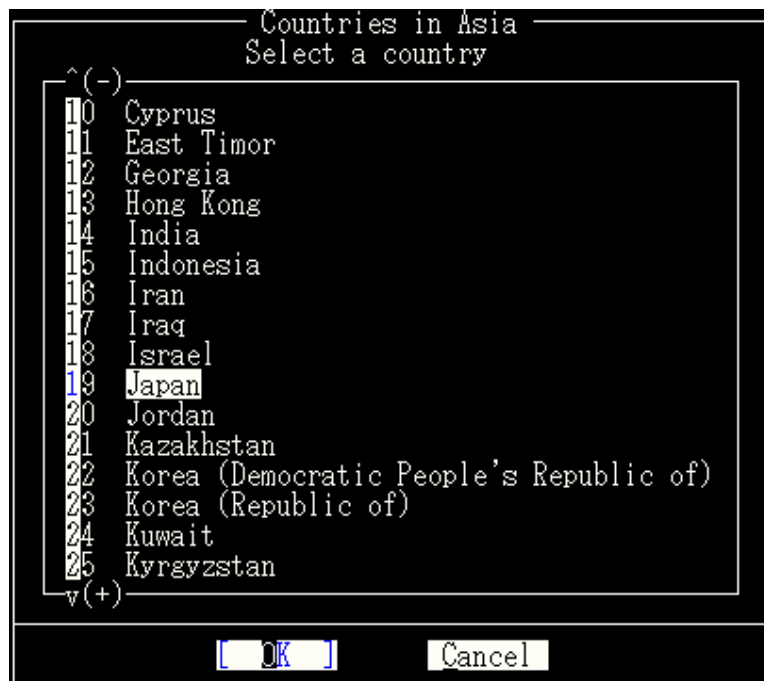 Countries in Asia
Select a country
^(-)
10 Cyprus
11 East Timor
12 Georgia
13 Hong Kong
14 India
15 Indonesia
16 Iran
17 Iraq
18 Israel
19 Japan
20 Jordan
21 Kazakhstan
22 Korea (Democratic People's Republic of)
23 Korea (Republic of)
24 Kuwait
25 Kyrgyzstan
v(+)
[ OK ] Cancel